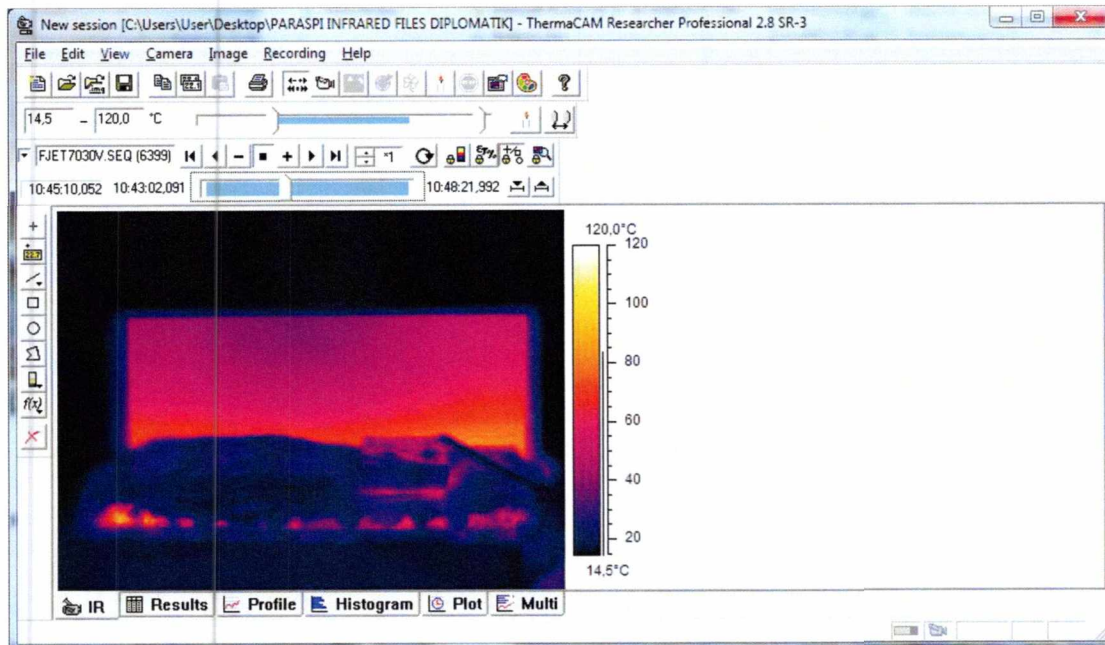 New session [C:\Users\User\Desktop\PARASPI INFRARED FILES DIPLOMATIK] - ThermaCAM Researcher Professional 2.8 SR-3
File Edit View Camera Image Recording Help
14,5 – 120,0 °C
FJET7030V.SEQ (6399) *1
10:45:10,052 10:43:02,091 10:48:21,992
120,0°C
120
100
80
60
40
20
14,5°C
f(x)
IR Results Profile Histogram Plot Multi